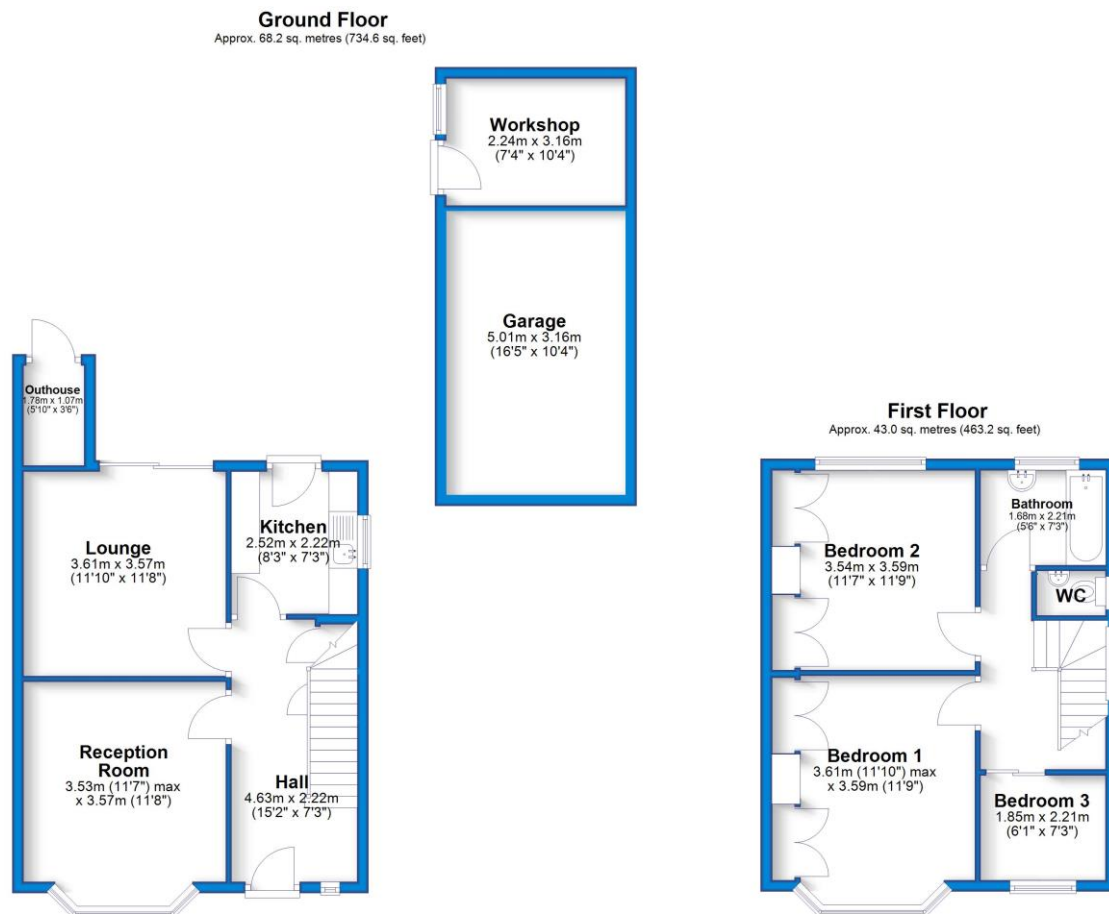 Ground Floor
Approx. 68.2 sq. metres (734.6 sq. feet)
Workshop
2.24m x 3.16m
(7'4" x 10'4")
Garage
5.01m x 3.16m
(16'5" x 10'4")
Outhouse
1.78m x 1.07m
(5'10" x 3'6")
Lounge
3.61m x 3.57m
(11'10" x 11'8")
Kitchen
2.52m x 2.22m
(8'3" x 7'3")
Reception
Room
3.53m (11'7") max
x 3.57m (11'8")
Hall
4.63m x 2.22m
(15'2" x 7'3")
First Floor
Approx. 43.0 sq. metres (463.2 sq. feet)
Bedroom 2
3.54m x 3.59m
(11'7" x 11'9")
Bathroom
1.68m x 2.21m
(5'6" x 7'3")
WC
Bedroom 1
3.61m (11'10") max
x 3.59m (11'9")
Bedroom 3
1.85m x 2.21m
(6'1" x 7'3")